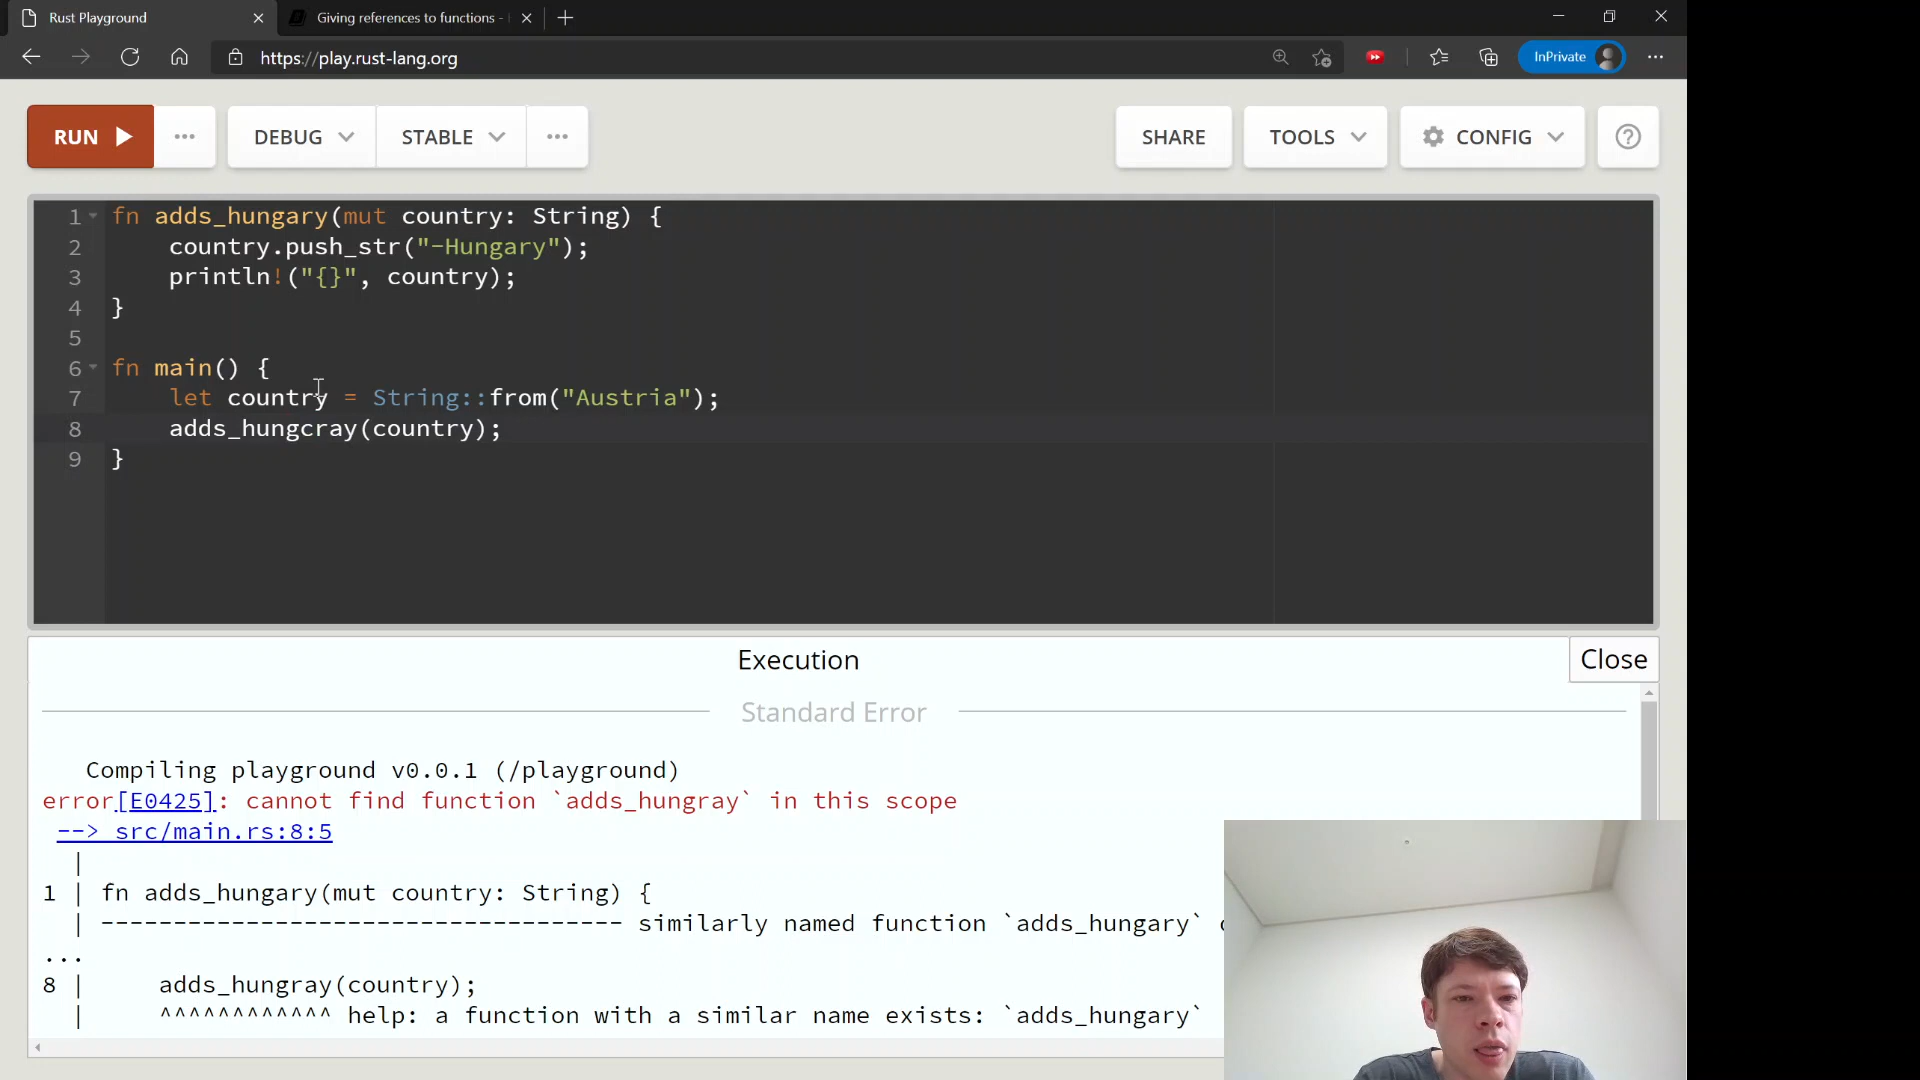 Rust Playground
Giving references to functions -
https://play.rust-lang.org
InPrivate
RUN
DEBUG
STABLE
SHARE
TOOLS
CONFIG
1 fn adds_hungary(mut country: String) {
2 country.push_str("-Hungary");
3 println!("{}", country);
4 }
5
6 fn main() {
7 let country = String::from("Austria");
8 adds_hungcray(country);
9 }
Execution
Close
Standard Error
Compiling playground v0.0.1 (/playground)
error[E0425]: cannot find function `adds_hungray` in this scope
--> src/main.rs:8:5
|
1 | fn adds_hungary(mut country: String) {
| ------------------------------------ similarly named function `adds_hungary`
...
8 | adds_hungray(country);
| ^^^^^^^^^^^^ help: a function with a similar name exists: `adds_hungary`